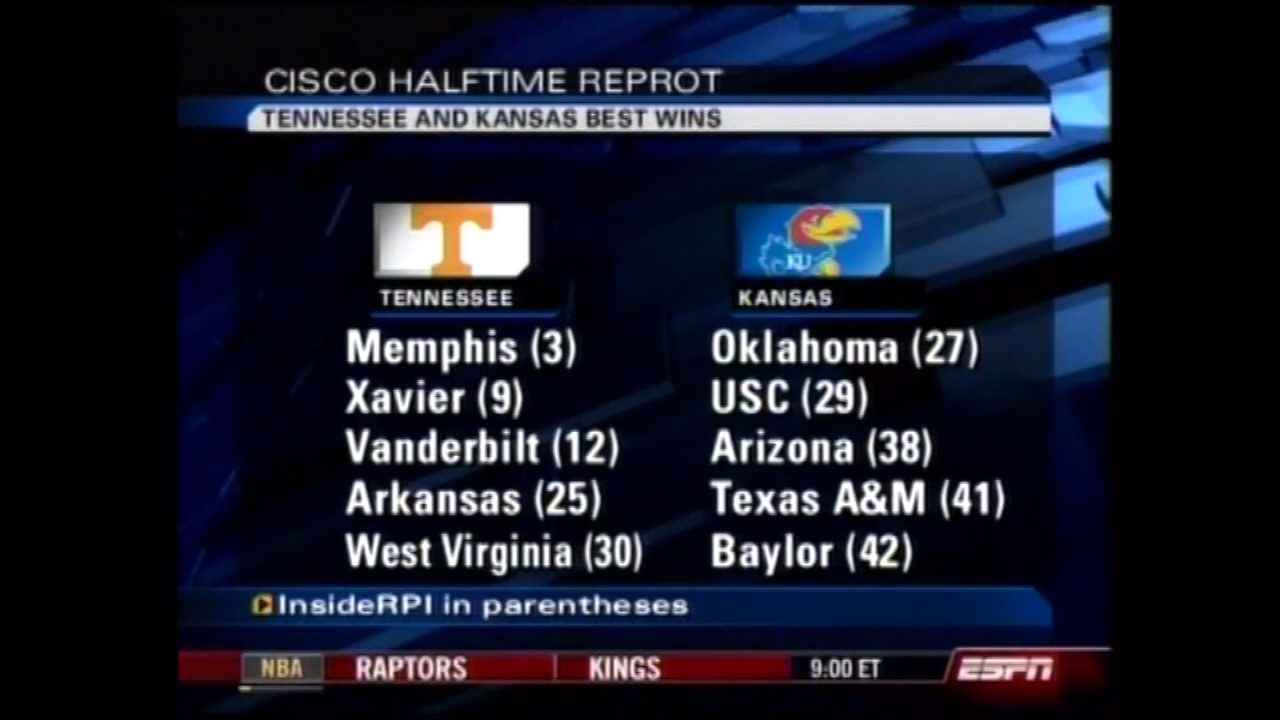 CISCO HALFTIME REPROT
TENNESSEE AND KANSAS BEST WINS
T
KU
TENNESSEE
KANSAS
Memphis (3)
Oklahoma (27)
Xavier (9)
USC (29)
Vanderbilt (12)
Arizona (38)
Arkansas (25)
Texas A&M (41)
West Virginia (30)
Baylor (42)
InsideRPI in parentheses
NBA RAPTORS KINGS 9:00 ET ESPN